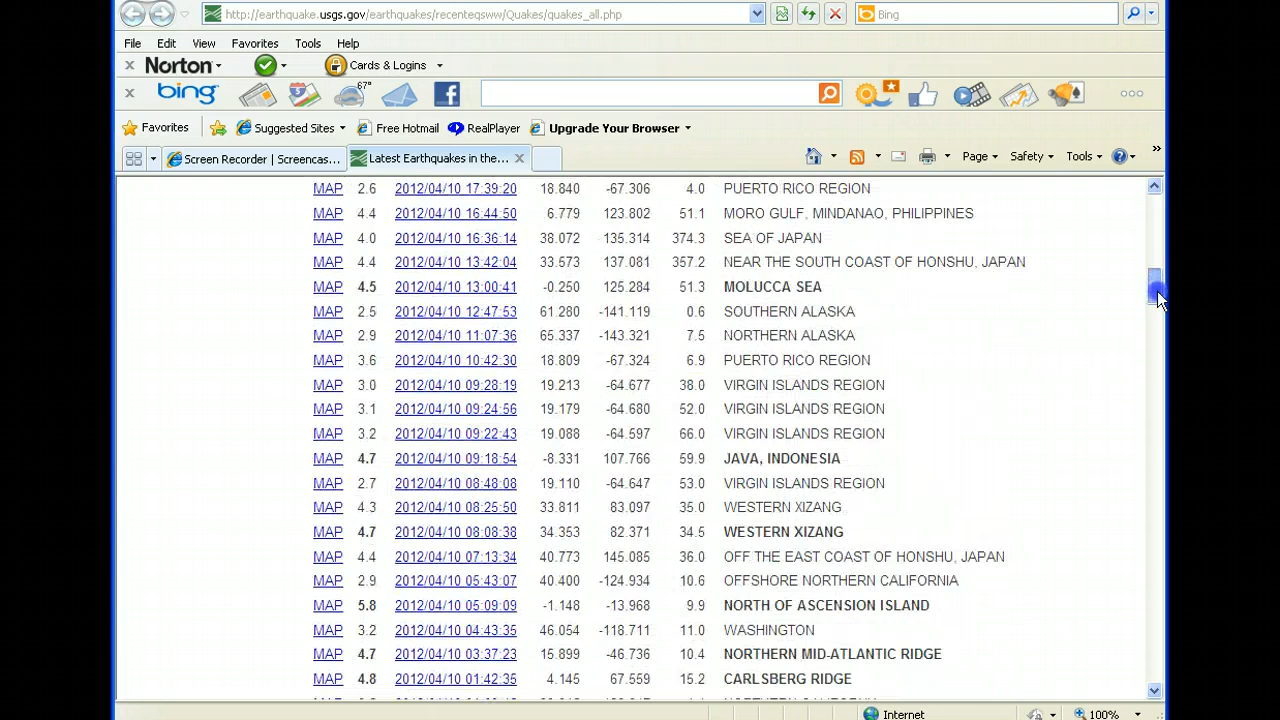 http://earthquake.usgs.gov/earthquakes/recenteqsww/Quakes/quakes_all.php
Bing
File Edit View Favorites Tools Help
x Norton Cards & Logins
x bing 67°
Favorites Suggested Sites Free Hotmail RealPlayer Upgrade Your Browser
Screen Recorder | Screencas... Latest Earthquakes in the... Page Safety Tools
MAP 2.6 2012/04/10 17:39:20 18.840 -67.306 4.0 PUERTO RICO REGION
MAP 4.4 2012/04/10 16:44:50 6.779 123.802 51.1 MORO GULF, MINDANAO, PHILIPPINES
MAP 4.0 2012/04/10 16:36:14 38.072 135.314 374.3 SEA OF JAPAN
MAP 4.4 2012/04/10 13:42:04 33.573 137.081 357.2 NEAR THE SOUTH COAST OF HONSHU, JAPAN
MAP 4.5 2012/04/10 13:00:41 -0.250 125.284 51.3 MOLUCCA SEA
MAP 2.5 2012/04/10 12:47:53 61.280 -141.119 0.6 SOUTHERN ALASKA
MAP 2.9 2012/04/10 11:07:36 65.337 -143.321 7.5 NORTHERN ALASKA
MAP 3.6 2012/04/10 10:42:30 18.809 -67.324 6.9 PUERTO RICO REGION
MAP 3.0 2012/04/10 09:28:19 19.213 -64.677 38.0 VIRGIN ISLANDS REGION
MAP 3.1 2012/04/10 09:24:56 19.179 -64.680 52.0 VIRGIN ISLANDS REGION
MAP 3.2 2012/04/10 09:22:43 19.088 -64.597 66.0 VIRGIN ISLANDS REGION
MAP 4.7 2012/04/10 09:18:54 -8.331 107.766 59.9 JAVA, INDONESIA
MAP 2.7 2012/04/10 08:48:08 19.110 -64.647 53.0 VIRGIN ISLANDS REGION
MAP 4.3 2012/04/10 08:25:50 33.811 83.097 35.0 WESTERN XIZANG
MAP 4.7 2012/04/10 08:08:38 34.353 82.371 34.5 WESTERN XIZANG
MAP 4.4 2012/04/10 07:13:34 40.773 145.085 36.0 OFF THE EAST COAST OF HONSHU, JAPAN
MAP 2.9 2012/04/10 05:43:07 40.400 -124.934 10.6 OFFSHORE NORTHERN CALIFORNIA
MAP 5.8 2012/04/10 05:09:09 -1.148 -13.968 9.9 NORTH OF ASCENSION ISLAND
MAP 3.2 2012/04/10 04:43:35 46.054 -118.711 11.0 WASHINGTON
MAP 4.7 2012/04/10 03:37:23 15.899 -46.736 10.4 NORTHERN MID-ATLANTIC RIDGE
MAP 4.8 2012/04/10 01:42:35 4.145 67.559 15.2 CARLSBERG RIDGE
Internet 100%